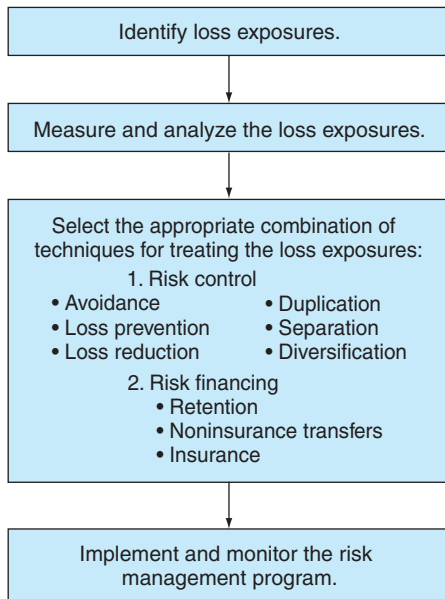 Identify loss exposures.
Measure and analyze the loss exposures.
Select the appropriate combination of
techniques for treating the loss exposures:
1. Risk control
• Avoidance • Duplication
• Loss prevention • Separation
• Loss reduction • Diversification
2. Risk financing
• Retention
• Noninsurance transfers
• Insurance
Implement and monitor the risk
management program.